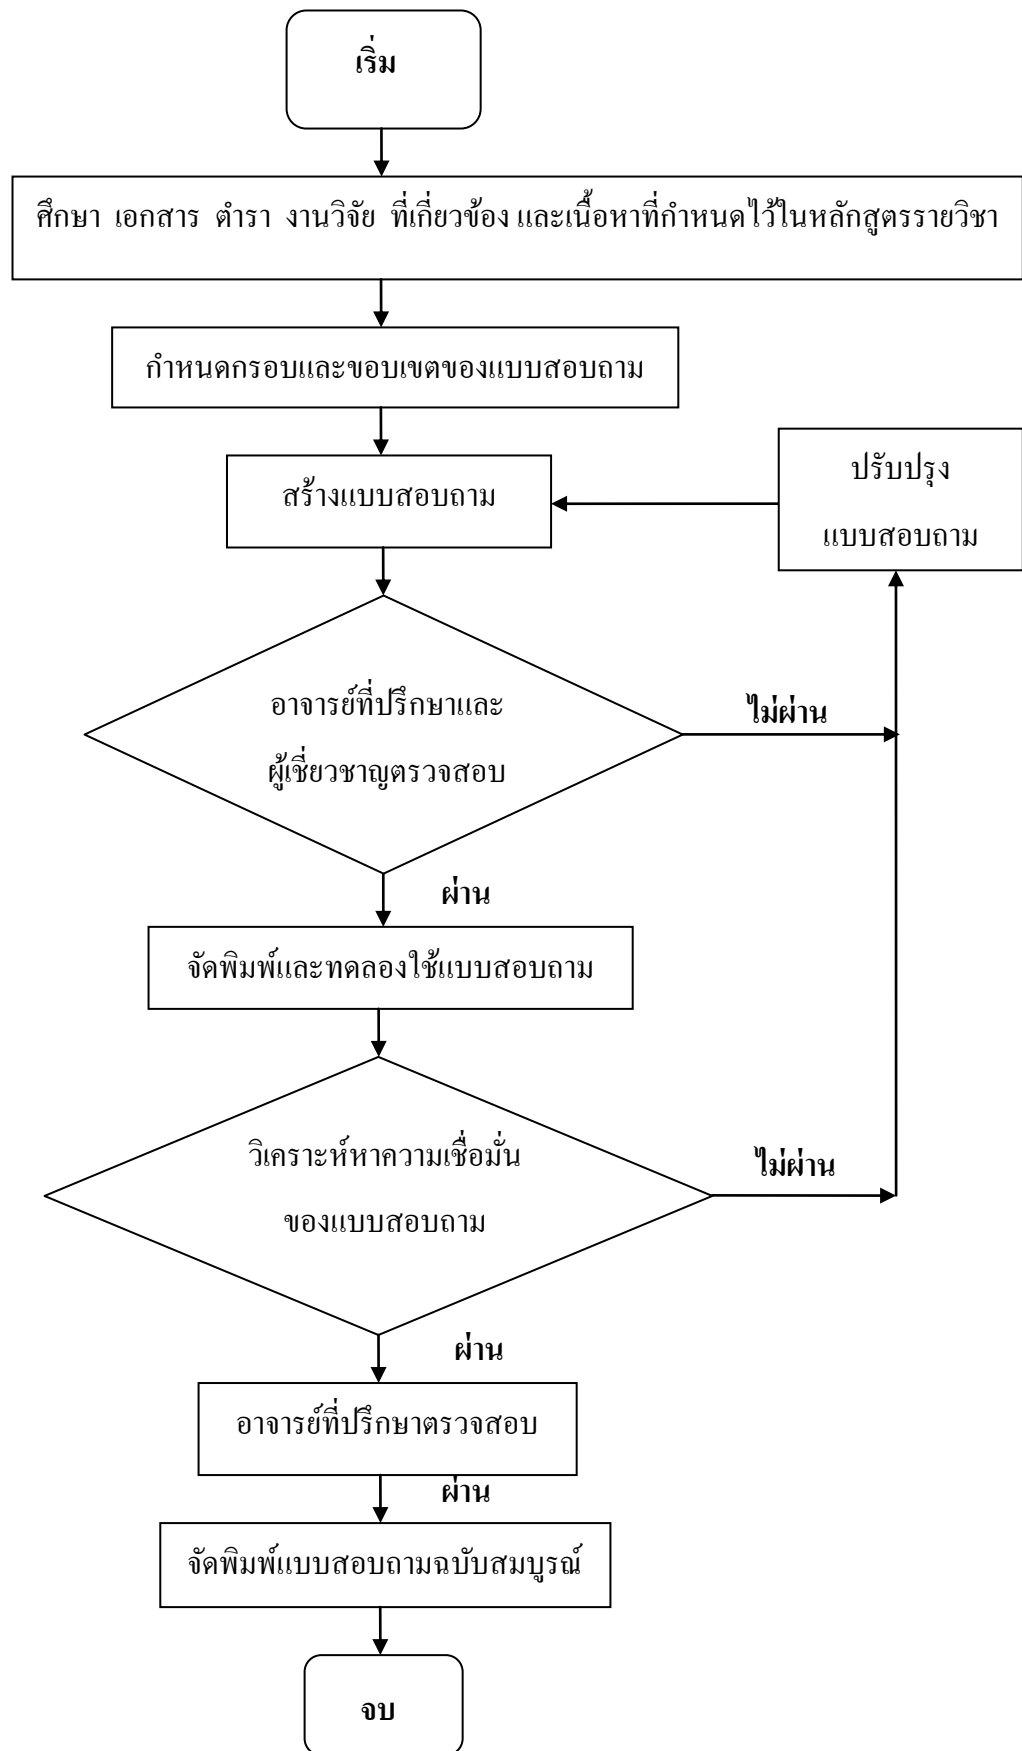 เริ่ม
ศึกษา เอกสาร ตำรา งานวิจัย ที่เกี่ยวข้อง และเนื้อหาที่กำหนดไว้ในหลักสูตรรายวิชา
กำหนดกรอบและขอบเขตของแบบสอบถาม
สร้างแบบสอบถาม
ปรับปรุง
แบบสอบถาม
อาจารย์ที่ปรึกษาและ
ผู้เชี่ยวชาญตรวจสอบ
ไม่ผ่าน
ผ่าน
จัดพิมพ์และทดลองใช้แบบสอบถาม
วิเคราะห์หาความเชื่อมั่น
ของแบบสอบถาม
ไม่ผ่าน
ผ่าน
อาจารย์ที่ปรึกษาตรวจสอบ
ผ่าน
จัดพิมพ์แบบสอบถามฉบับสมบูรณ์
จบ